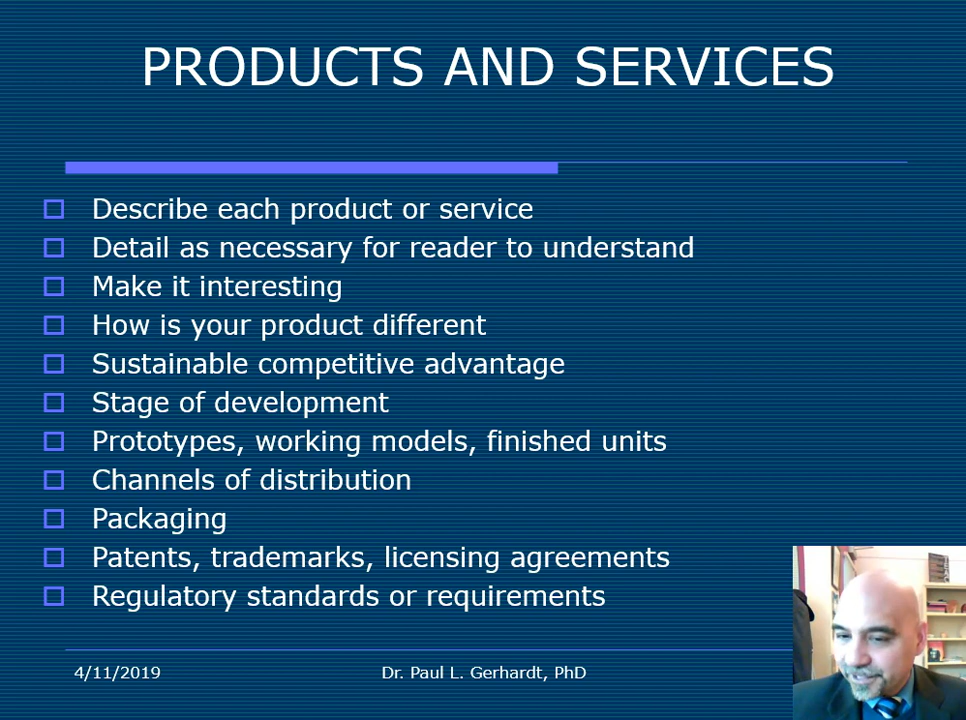 PRODUCTS AND SERVICES
Describe each product or service
Detail as necessary for reader to understand
Make it interesting
How is your product different
Sustainable competitive advantage
Stage of development
Prototypes, working models, finished units
Channels of distribution
Packaging
Patents, trademarks, licensing agreements
Regulatory standards or requirements
4/11/2019
Dr. Paul L. Gerhardt, PhD